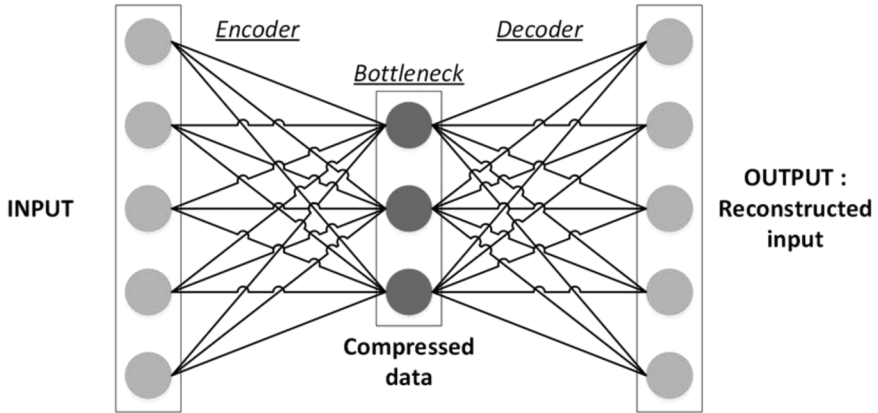 Encoder
Decoder
Bottleneck
INPUT
OUTPUT :
Reconstructed
input
Compressed
data